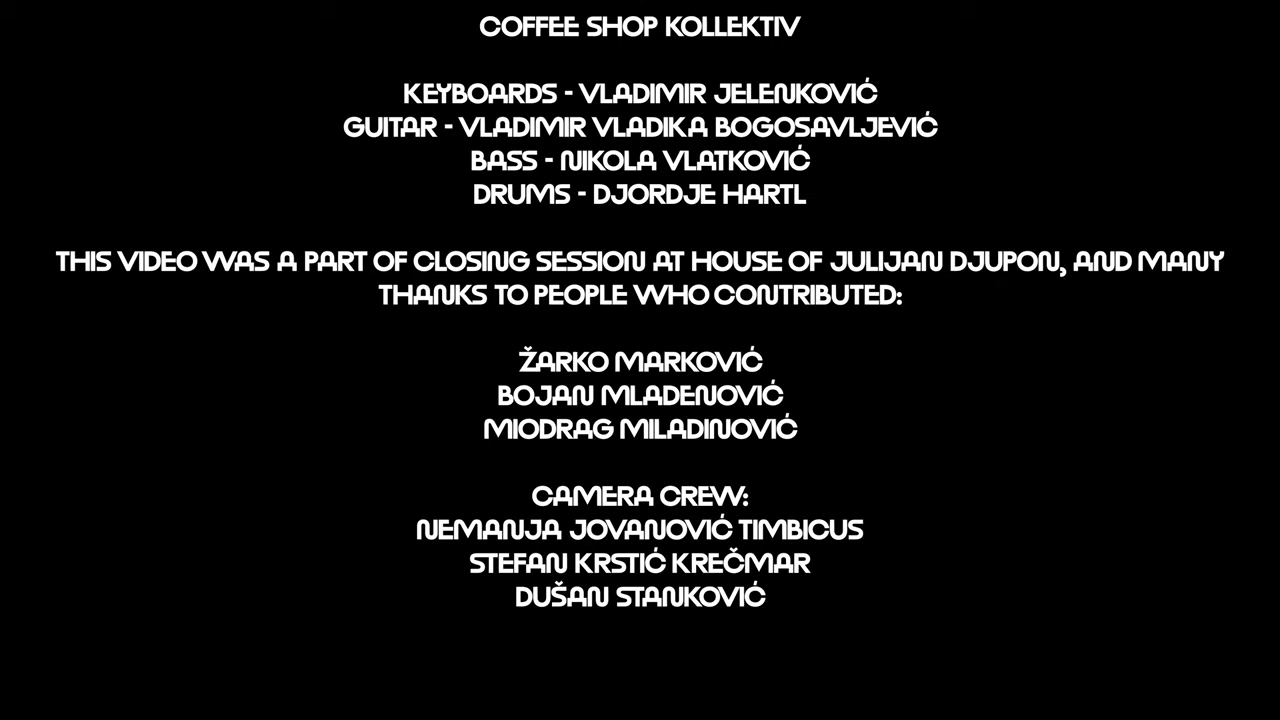 COFFEE SHOP KOLLEKTIV
KEYBOARDS - VLADIMIR JELENKOVIĆ
GUITAR - VLADIMIR VLADIKA BOGOSAVLJEVIĆ
BASS - NIKOLA VLATKOVIĆ
DRUMS - DJORDJE HARTL
THIS VIDEO WAS A PART OF CLOSING SESSION AT HOUSE OF JULIJAN DJUPON, AND MANY
THANKS TO PEOPLE WHO CONTRIBUTED:
ŽARKO MARKOVIĆ
BOJAN MLADENOVIĆ
MIODRAG MILADINOVIĆ
CAMERA CREW:
NEMANJA JOVANOVIĆ TIMBICUS
STEFAN KRSTIĆ KREČMAR
DUŠAN STANKOVIĆ